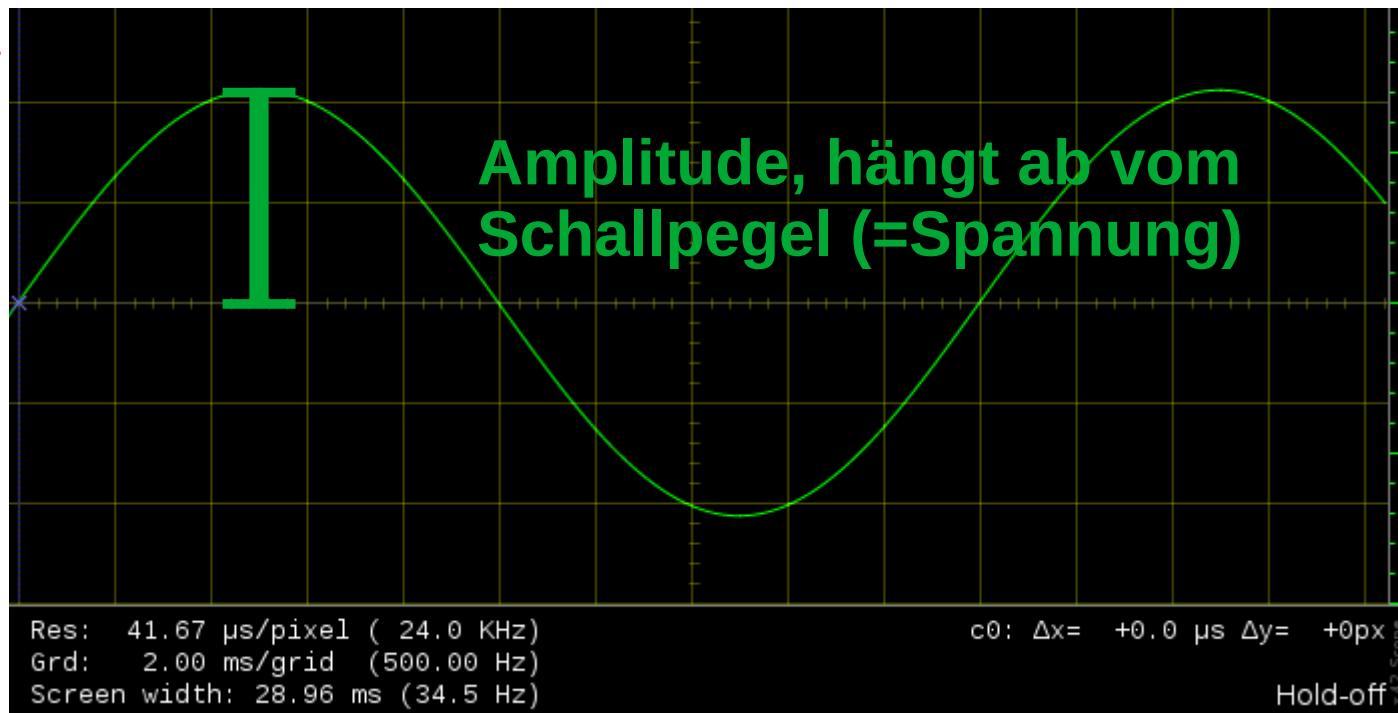 Amplitude, hängt ab vom
Schallpegel (=Spannung)
Res: 41.67 µs/pixel ( 24.0 KHz)
c0: Δx= +0.0 µs Δy= +0px
Grd: 2.00 ms/grid (500.00 Hz)
Screen width: 28.96 ms (34.5 Hz)
Hold-off